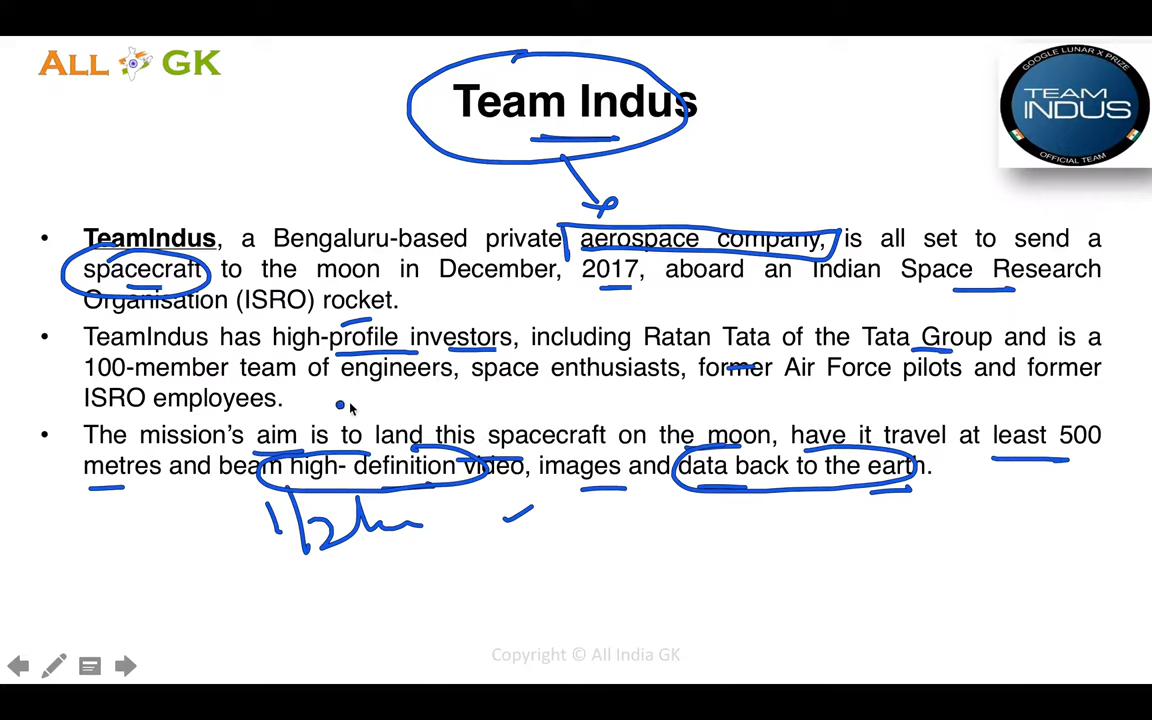 ALL GK
Team Indus
GOOGLE LUNAR X PRIZE
TEAM
INDUS
OFFICIAL TEAM
• TeamIndus, a Bengaluru-based private aerospace company, is all set to send a
spacecraft to the moon in December, 2017, aboard an Indian Space Research
Organisation (ISRO) rocket.
• TeamIndus has high-profile investors, including Ratan Tata of the Tata Group and is a
100-member team of engineers, space enthusiasts, former Air Force pilots and former
ISRO employees.
• The mission's aim is to land this spacecraft on the moon, have it travel at least 500
metres and beam high- definition video, images and data back to the earth.
1/2 km
Copyright © All India GK